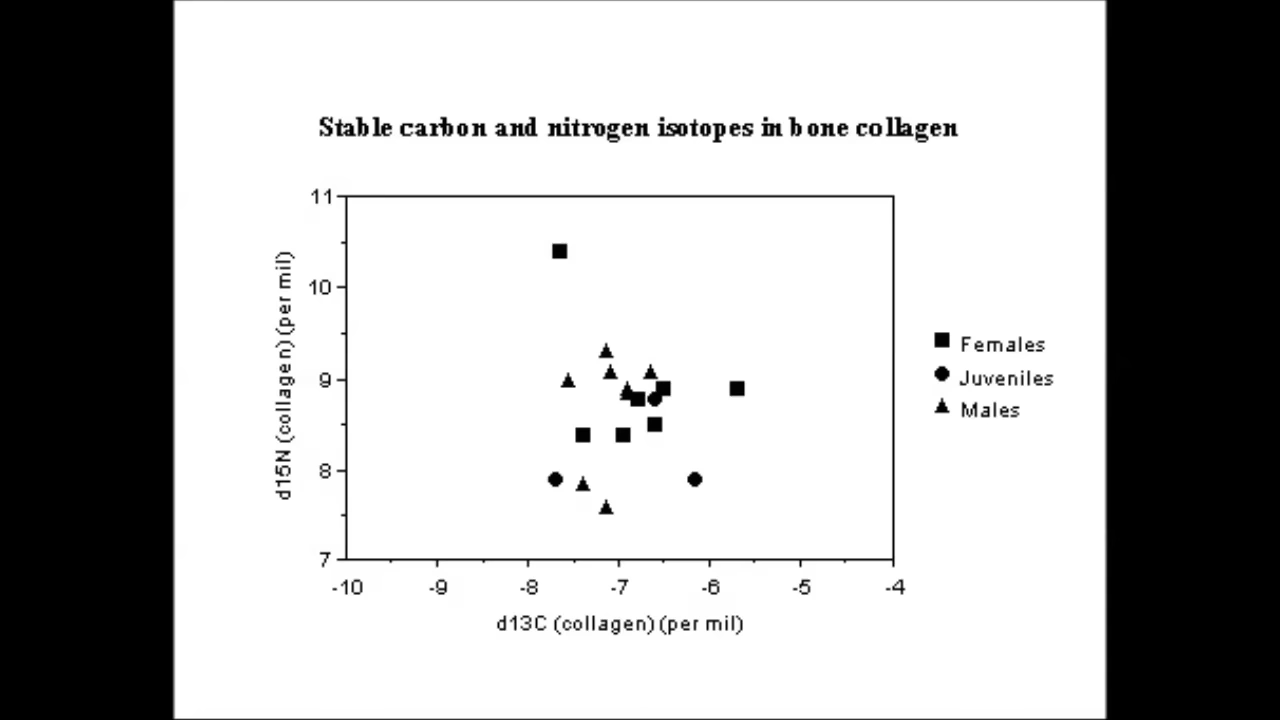 Stable carbon and nitrogen isotopes in bone collagen
11
10
9
8
7
d15N (collagen) (per mil)
-10 -9 -8 -7 -6 -5 -4
d13C (collagen) (per mil)
Females
Juveniles
Males